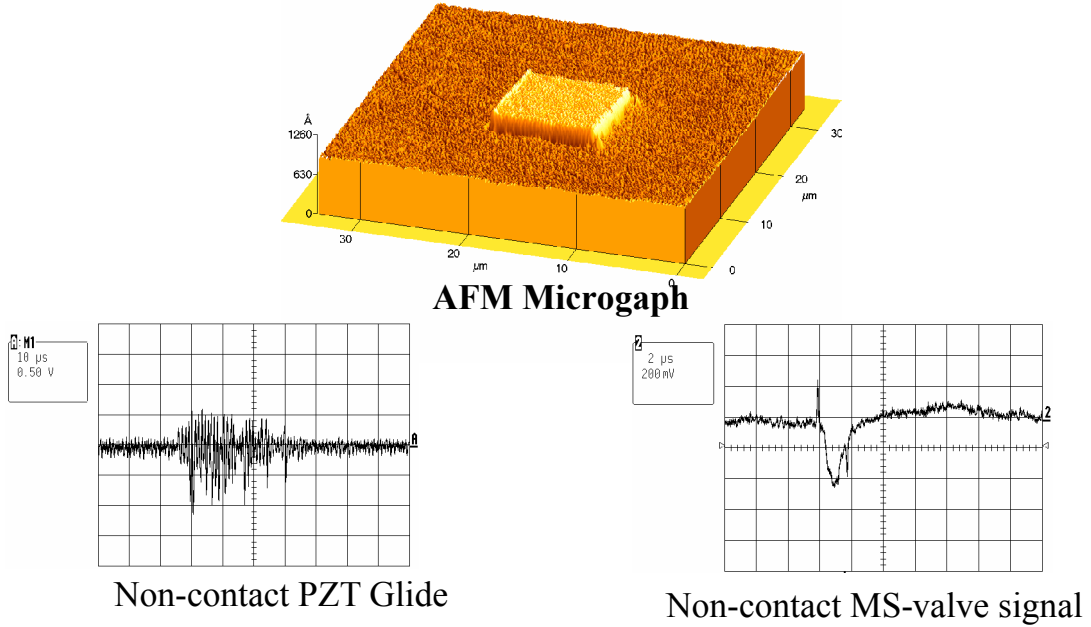 Å
1260
630
0
30
20
µm
10
0
0
10
µm
20
30
AFM Microgaph
A:M1
10 µs
0.50 V
A
2
2 µs
200mV
2
Non-contact PZT Glide
Non-contact MS-valve signal